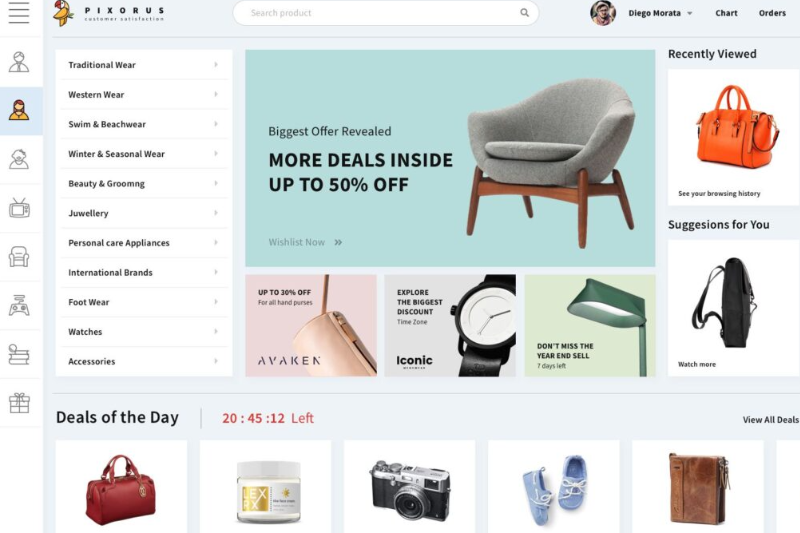 PIXORUS
customer satisfaction
Search product
Diego Morata
Chart
Orders
Traditional Wear
Western Wear
Swim & Beachwear
Winter & Seasonal Wear
Beauty & Groomng
Juwellery
Personal care Appliances
International Brands
Foot Wear
Watches
Accessories
Biggest Offer Revealed
MORE DEALS INSIDE
UP TO 50% OFF
Wishlist Now »
UP TO 30% OFF
For all hand purses
AVAKEN
EXPLORE
THE BIGGEST
DISCOUNT
Time Zone
Iconic
DON'T MISS THE
YEAR END SELL
7 days left
Recently Viewed
See your browsing history
Suggesions for You
Watch more
Deals of the Day
20 : 45 : 12 Left
View All Deals
LEX
RX